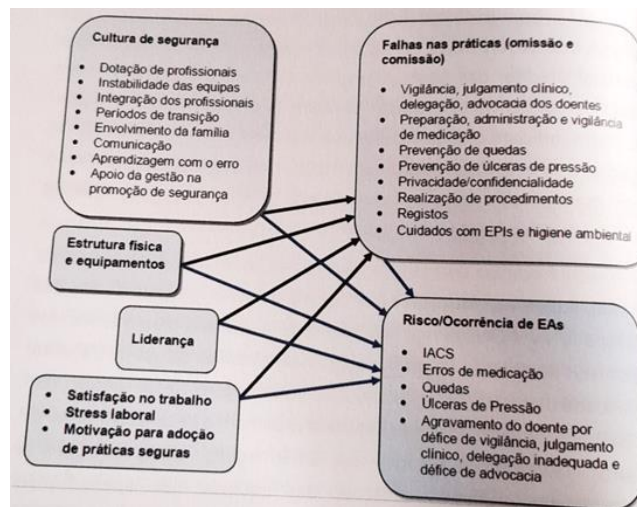 Cultura de segurança
• Dotação de profissionais
• Instabilidade das equipas
• Integração dos profissionais
• Períodos de transição
• Envolvimento da família
• Comunicação
• Aprendizagem com o erro
• Apoio da gestão na
promoção de segurança
Falhas nas práticas (omissão e
comissão)
• Vigilância, julgamento clínico,
delegação, advocacia dos doentes
• Preparação, administração e vigilância
de medicação
• Prevenção de quedas
• Prevenção de úlceras de pressão
• Privacidade/confidencialidade
• Realização de procedimentos
• Registos
• Cuidados com EPIs e higiene ambiental
Estrutura física
e equipamentos
Liderança
• Satisfação no trabalho
• Stress laboral
• Motivação para adoção
de práticas seguras
Risco/Ocorrência de EAs
• IACS
• Erros de medicação
• Quedas
• Úlceras de Pressão
• Agravamento do doente por
défice de vigilância, julgamento
clínico, delegação inadequada e
défice de advocacia